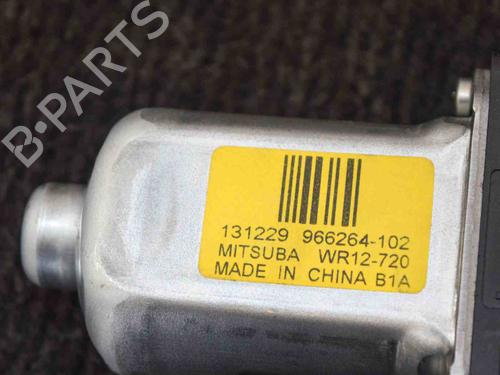 B-PARTS
131229 966264-102
MITSUBA WR12-720
MADE IN CHINA B1A